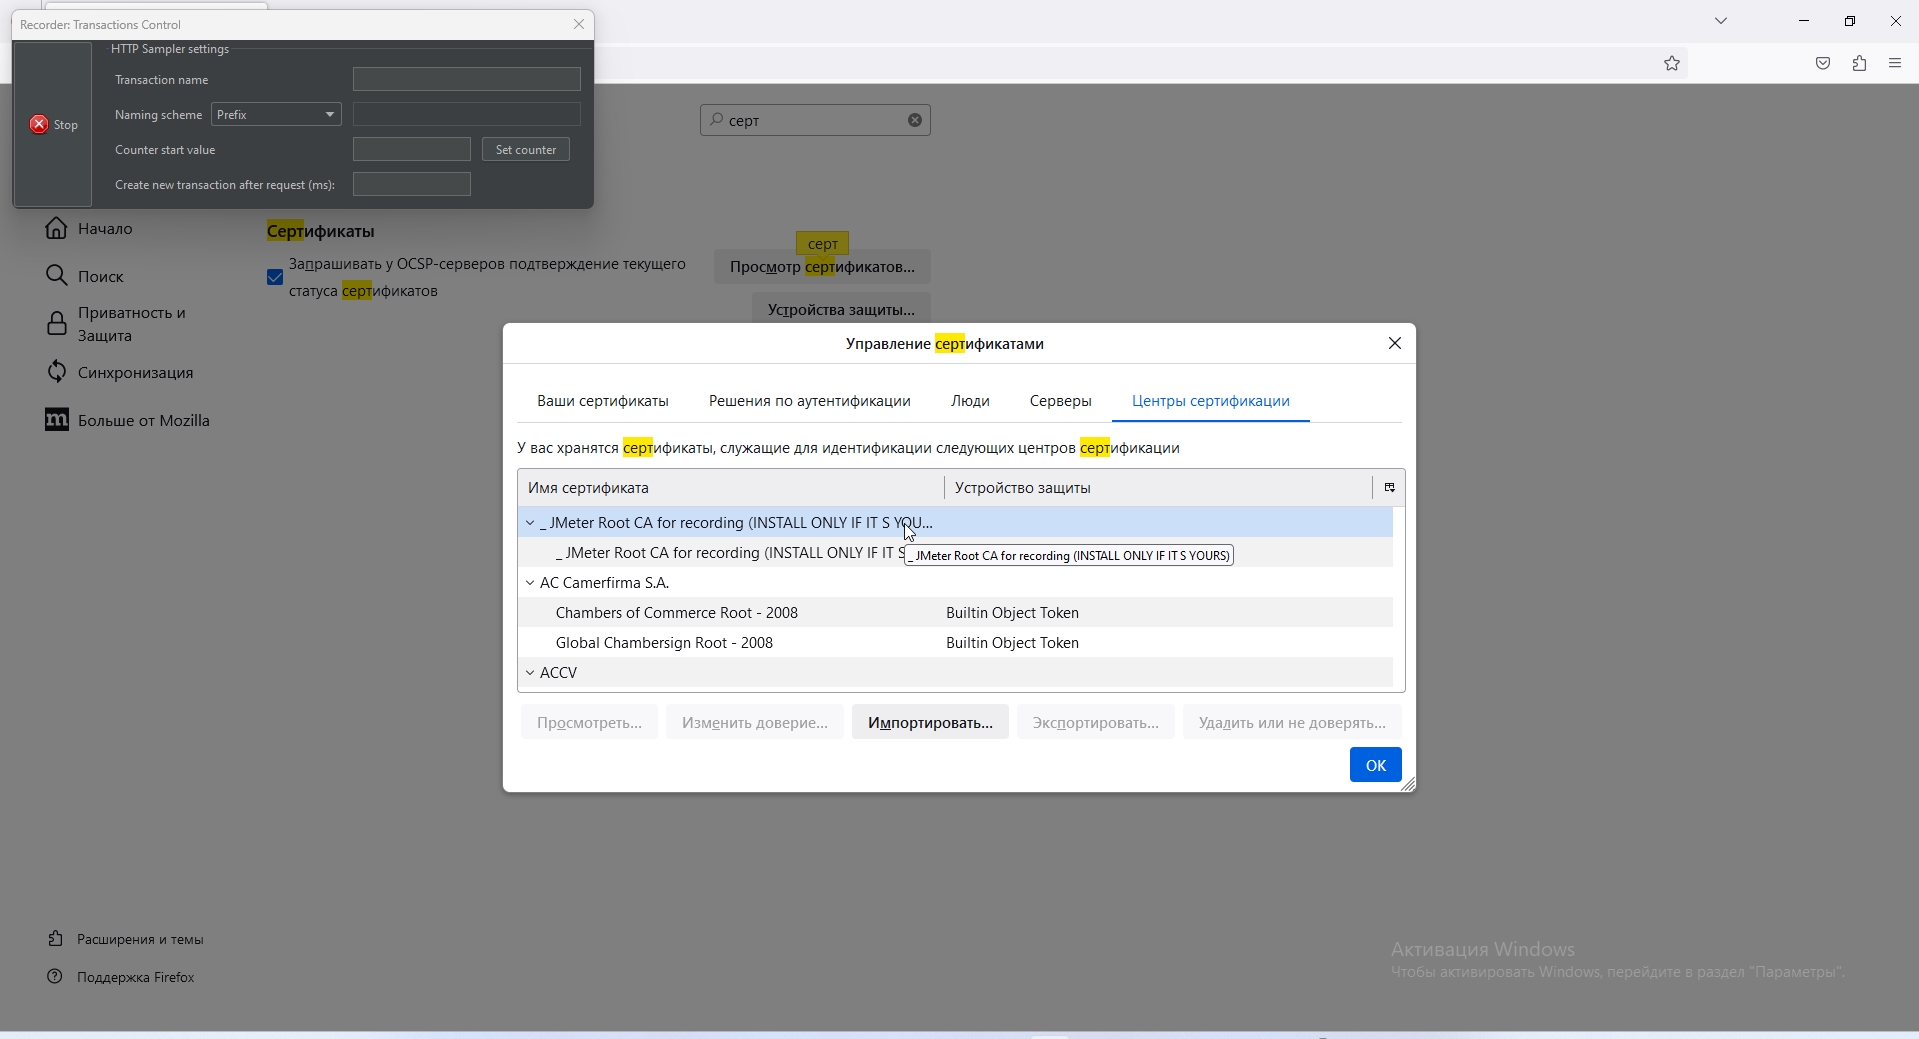 Recorder: Transactions Control
HTTP Sampler settings
Transaction name
Naming scheme Prefix
Stop
Counter start value Set counter
Create new transaction after request (ms):
серт
Начало
Поиск
Приватность и
Защита
Синхронизация
Больше от Mozilla
Сертификаты
Запрашивать у OCSP-серверов подтверждение текущего
статуса сертификатов
серт
Просмотр сертификатов...
Устройства защиты...
Управление сертификатами
Ваши сертификаты Решения по аутентификации Люди Серверы Центры сертификации
У вас хранятся сертификаты, служащие для идентификации следующих центров сертификации
Имя сертификата Устройство защиты
_ JMeter Root CA for recording (INSTALL ONLY IF IT S YOU...
_ JMeter Root CA for recording (INSTALL ONLY IF IT S
_ JMeter Root CA for recording (INSTALL ONLY IF IT S YOURS)
AC Camerfirma S.A.
Chambers of Commerce Root - 2008 Builtin Object Token
Global Chambersign Root - 2008 Builtin Object Token
ACCV
Просмотреть... Изменить доверие... Импортировать... Экспортировать... Удалить или не доверять...
OK
Расширения и темы
Поддержка Firefox
Активация Windows
Чтобы активировать Windows, перейдите в раздел "Параметры".